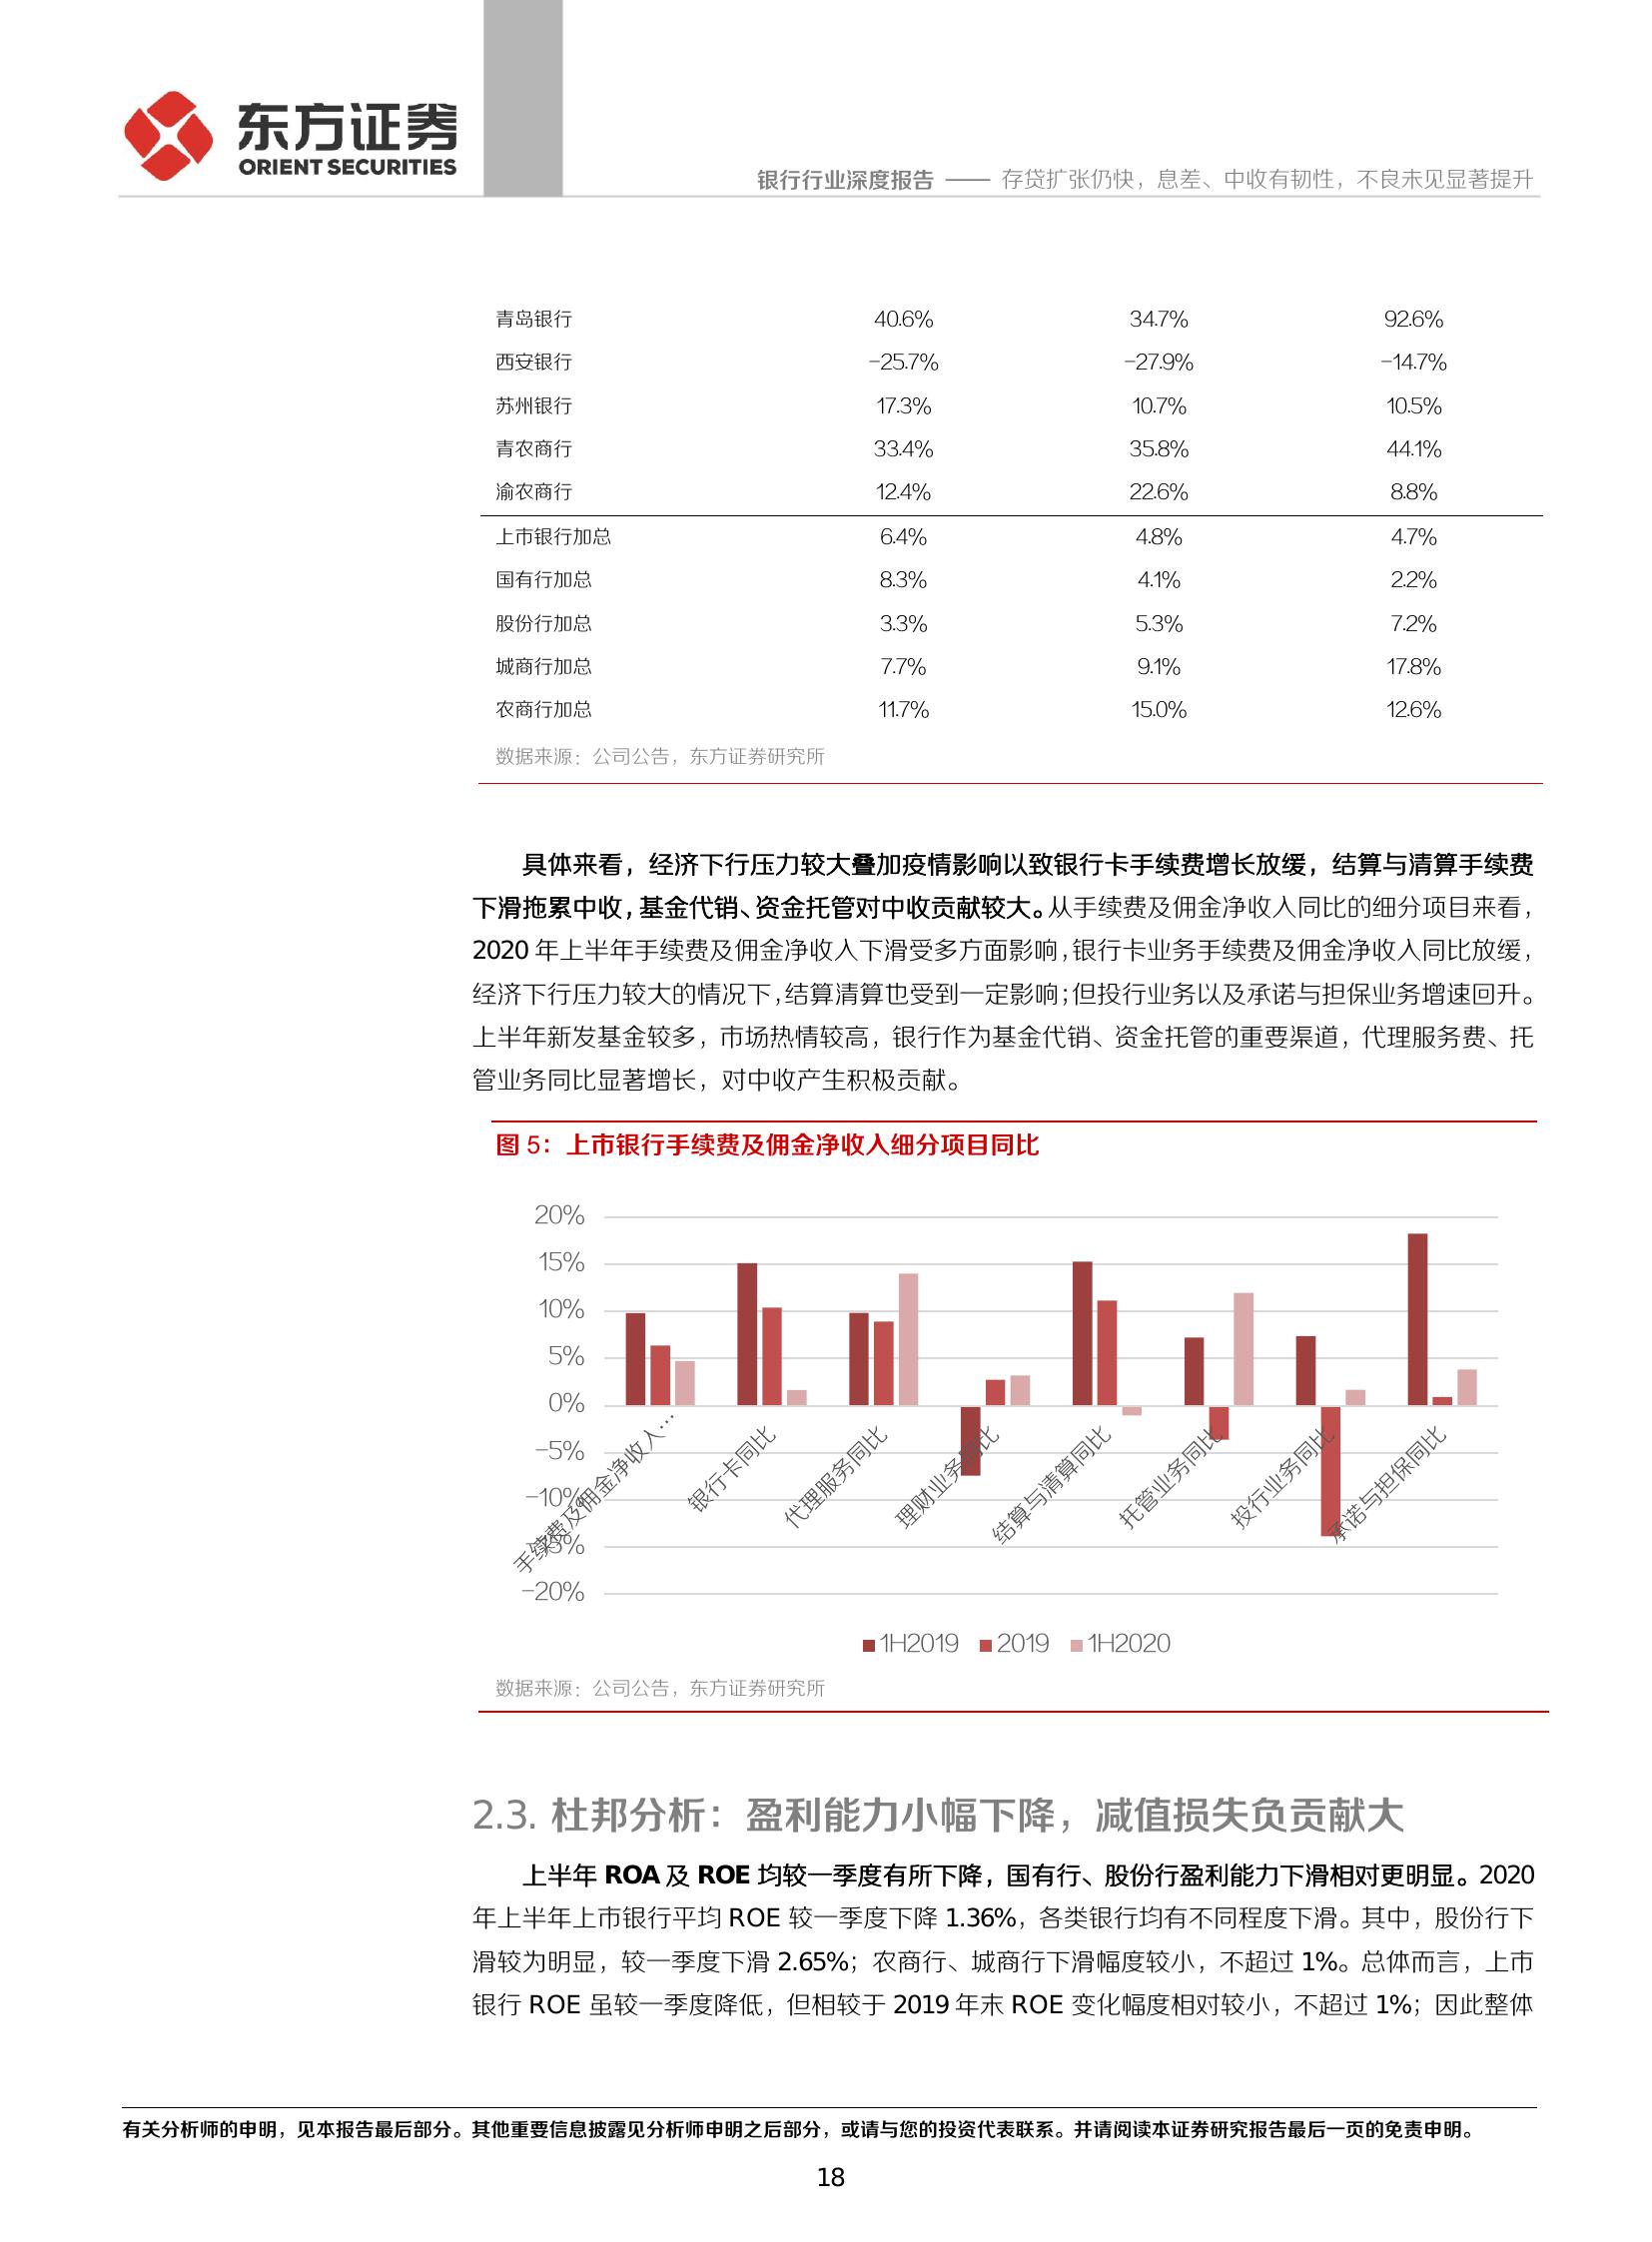 东方证券
ORIENT SECURITIES
银行行业深度报告 —— 存贷扩张仍快，息差、中收有韧性，不良未见显著提升
青岛银行 40.6% 34.7% 92.6%
西安银行 -25.7% -27.9% -14.7%
苏州银行 17.3% 10.7% 10.5%
青农商行 33.4% 35.8% 44.1%
渝农商行 12.4% 22.6% 8.8%
上市银行加总 6.4% 4.8% 4.7%
国有行加总 8.3% 4.1% 2.2%
股份行加总 3.3% 5.3% 7.2%
城商行加总 7.7% 9.1% 17.8%
农商行加总 11.7% 15.0% 12.6%
数据来源：公司公告，东方证券研究所
具体来看，经济下行压力较大叠加疫情影响以致银行卡手续费增长放缓，结算与清算手续费
下滑拖累中收，基金代销、资金托管对中收贡献较大。从手续费及佣金净收入同比的细分项目来看，
2020 年上半年手续费及佣金净收入下滑受多方面影响，银行卡业务手续费及佣金净收入同比放缓，
经济下行压力较大的情况下，结算清算也受到一定影响；但投行业务以及承诺与担保业务增速回升。
上半年新发基金较多，市场热情较高，银行作为基金代销、资金托管的重要渠道，代理服务费、托
管业务同比显著增长，对中收产生积极贡献。
图 5：上市银行手续费及佣金净收入细分项目同比
20%
15%
10%
5%
0%
-5%
-10%
-15%
-20%
手续费及佣金净收入…
银行卡同比
代理服务同比
理财业务同比
结算与清算同比
托管业务同比
投行业务同比
承诺与担保同比
1H2019 2019 1H2020
数据来源：公司公告，东方证券研究所
2.3. 杜邦分析：盈利能力小幅下降，减值损失负贡献大
上半年 ROA 及 ROE 均较一季度有所下降，国有行、股份行盈利能力下滑相对更明显。2020
年上半年上市银行平均 ROE 较一季度下降 1.36%，各类银行均有不同程度下滑。其中，股份行下
滑较为明显，较一季度下滑 2.65%；农商行、城商行下滑幅度较小，不超过 1%。总体而言，上市
银行 ROE 虽较一季度降低，但相较于 2019 年末 ROE 变化幅度相对较小，不超过 1%；因此整体
有关分析师的申明，见本报告最后部分。其他重要信息披露见分析师申明之后部分，或请与您的投资代表联系。并请阅读本证券研究报告最后一页的免责申明。
18